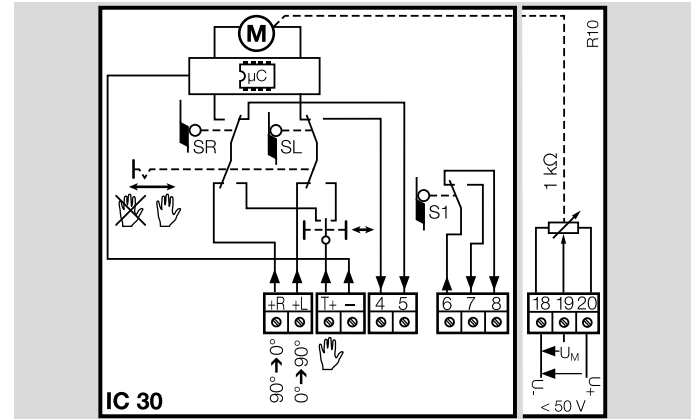 M
R10
µC
SR
SL
1 kΩ
S1
+R +L T+ – 4 5 6 7 8 18 19 20
90° → 0°
0° → 90°
UM
U-
U+
< 50 V
IC 30